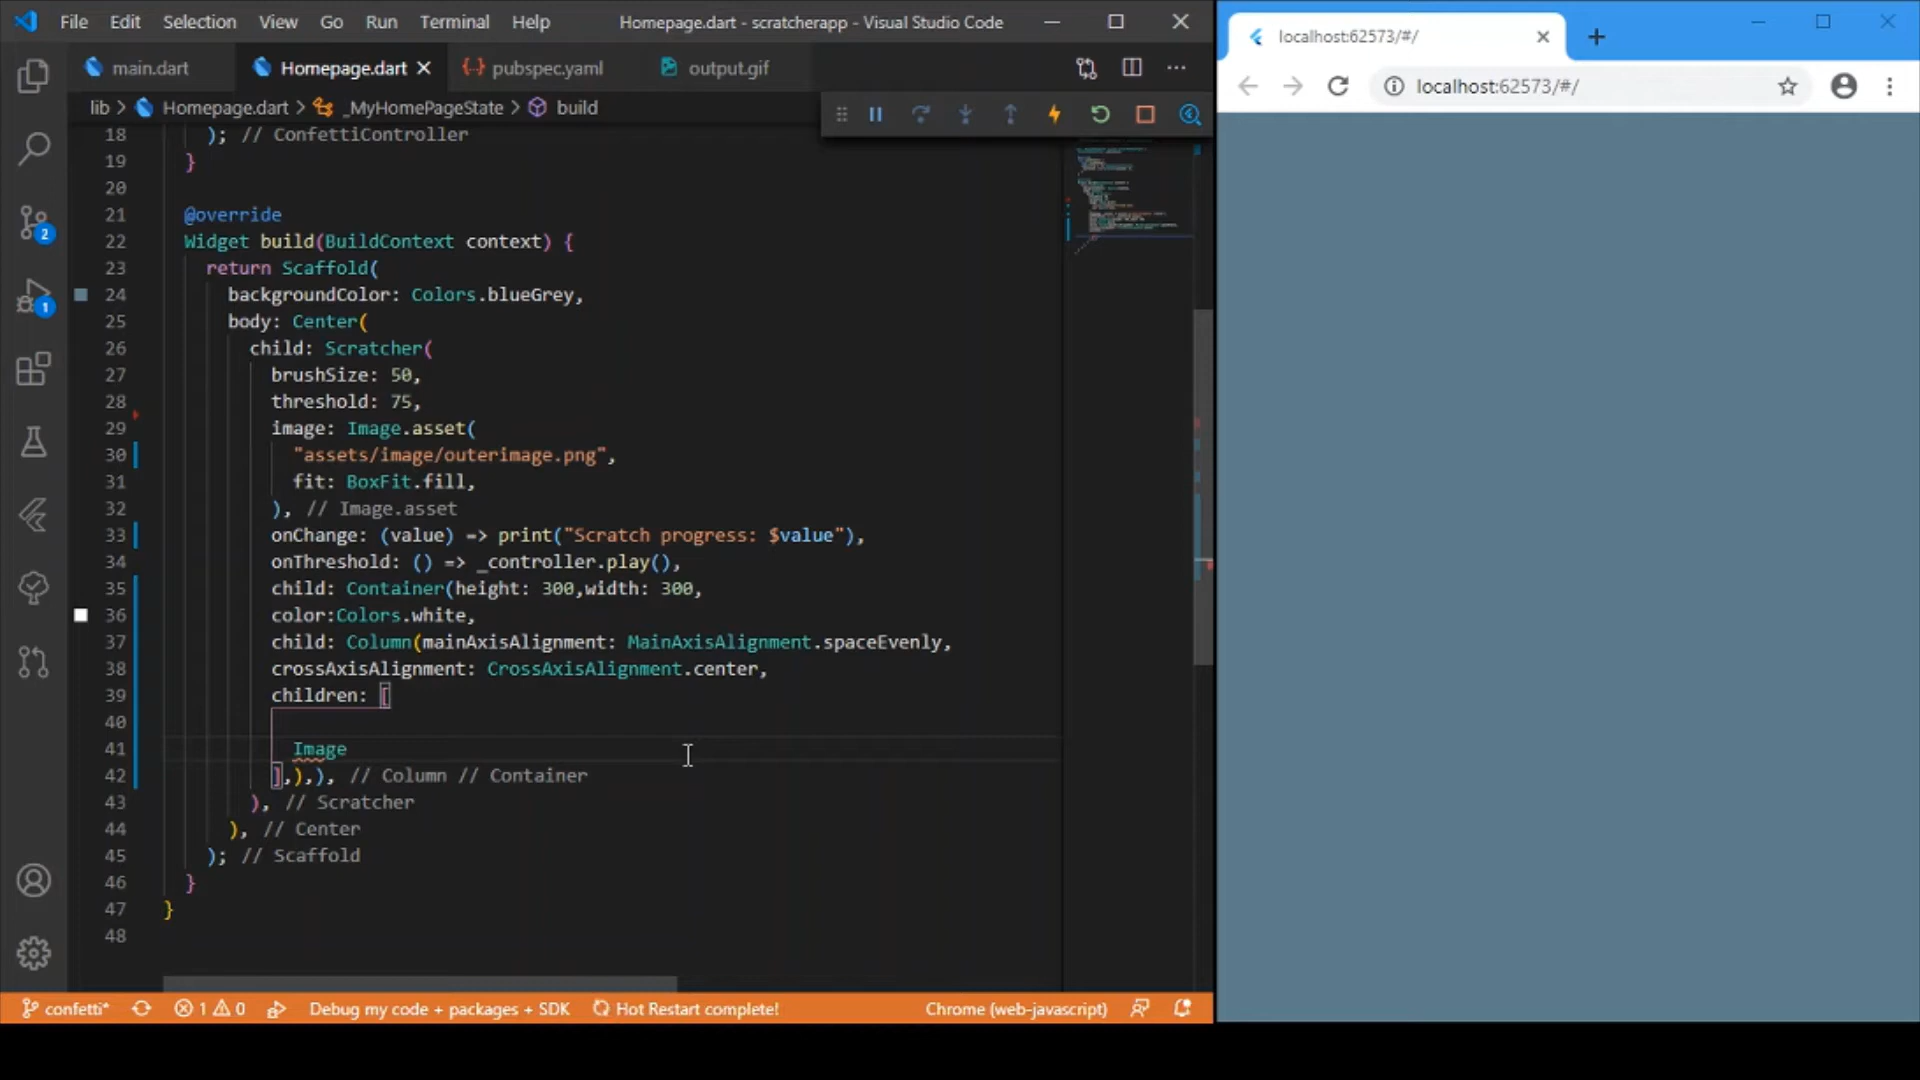 File Edit Selection View Go Run Terminal Help Homepage.dart - scratcherapp - Visual Studio Code
main.dart Homepage.dart pubspec.yaml output.gif
lib > Homepage.dart > _MyHomePageState > build
18 ); // ConfettiController
19 }
20
21 @override
22 Widget build(BuildContext context) {
23 return Scaffold(
24 backgroundColor: Colors.blueGrey,
25 body: Center(
26 child: Scratcher(
27 brushSize: 50,
28 threshold: 75,
29 image: Image.asset(
30 "assets/image/outerimage.png",
31 fit: BoxFit.fill,
32 ), // Image.asset
33 onChange: (value) => print("Scratch progress: $value"),
34 onThreshold: () => _controller.play(),
35 child: Container(height: 300,width: 300,
36 color:Colors.white,
37 child: Column(mainAxisAlignment: MainAxisAlignment.spaceEvenly,
38 crossAxisAlignment: CrossAxisAlignment.center,
39 children: [
40
41 Image
42 ],),), // Column // Container
43 ), // Scratcher
44 ), // Center
45 ); // Scaffold
46 }
47 }
48
2
1
confetti* 1 0 Debug my code + packages + SDK Hot Restart complete! Chrome (web-javascript)
localhost:62573/#/
localhost:62573/#/